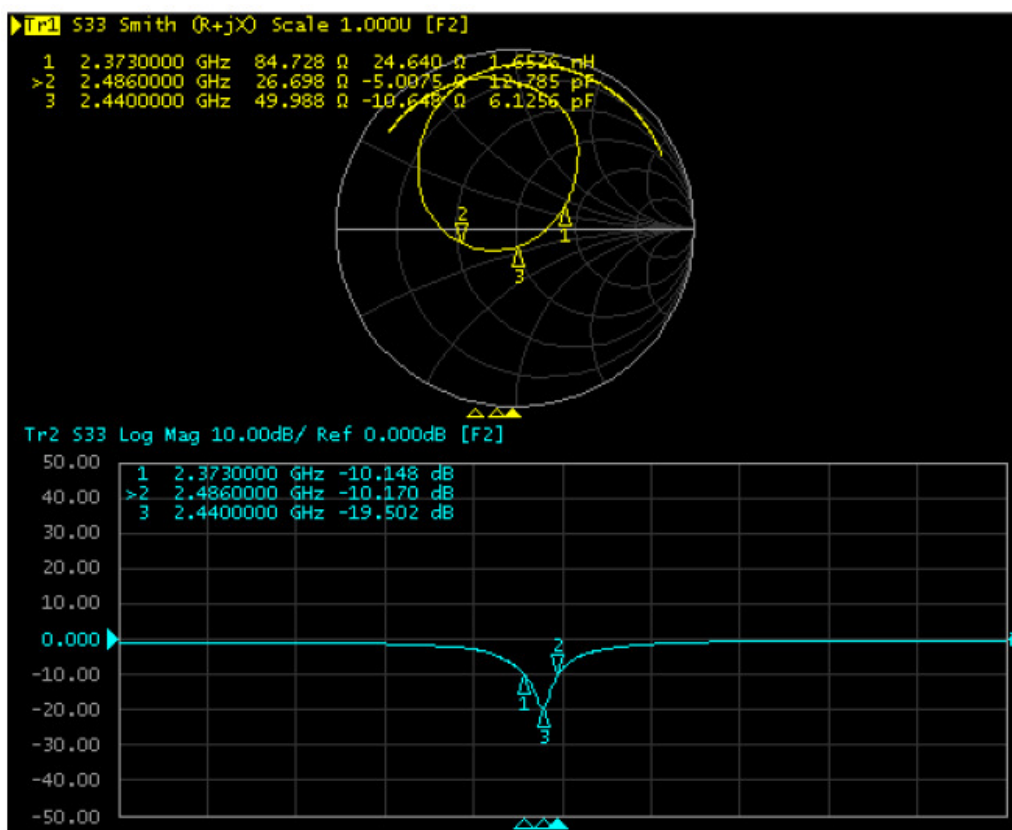 Tr1 S33 Smith (R+jX) Scale 1.000U [F2]
1 2.3730000 GHz 84.728 Ω 24.640 Ω 1.6526 nH
>2 2.4860000 GHz 26.698 Ω -5.0075 Ω 12.785 pF
3 2.4400000 GHz 49.988 Ω -10.648 Ω 6.1256 pF
2
1
3
Tr2 S33 Log Mag 10.00dB/ Ref 0.000dB [F2]
50.00
1 2.3730000 GHz -10.148 dB
>2 2.4860000 GHz -10.170 dB
40.00
3 2.4400000 GHz -19.502 dB
30.00
20.00
10.00
0.000
2
-10.00
1
-20.00
3
-30.00
-40.00
-50.00